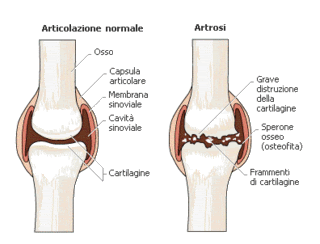 Articolazione normale
Osso
Capsula
articolare
Membrana
sinoviale
Cavità
sinoviale
Cartilagine
Artrosi
Grave
distruzione
della
cartilagine
Sperone
osseo
(osteofita)
Frammenti
di cartilagine